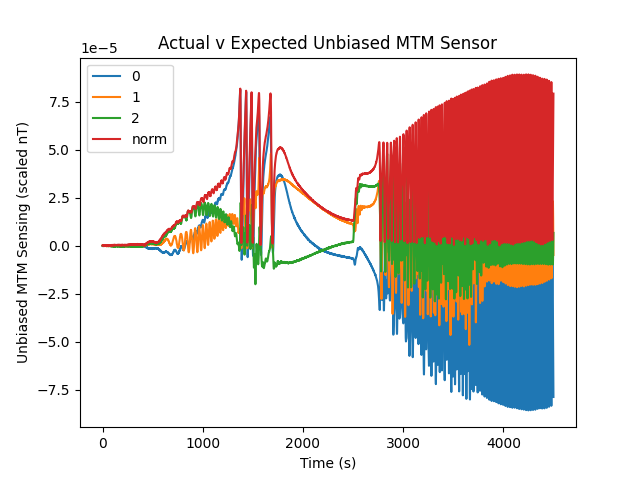 Actual v Expected Unbiased MTM Sensor
1e−5
7.5
5.0
2.5
0.0
−2.5
−5.0
−7.5
Unbiased MTM Sensing (scaled nT)
0
1
2
norm
0 1000 2000 3000 4000
Time (s)